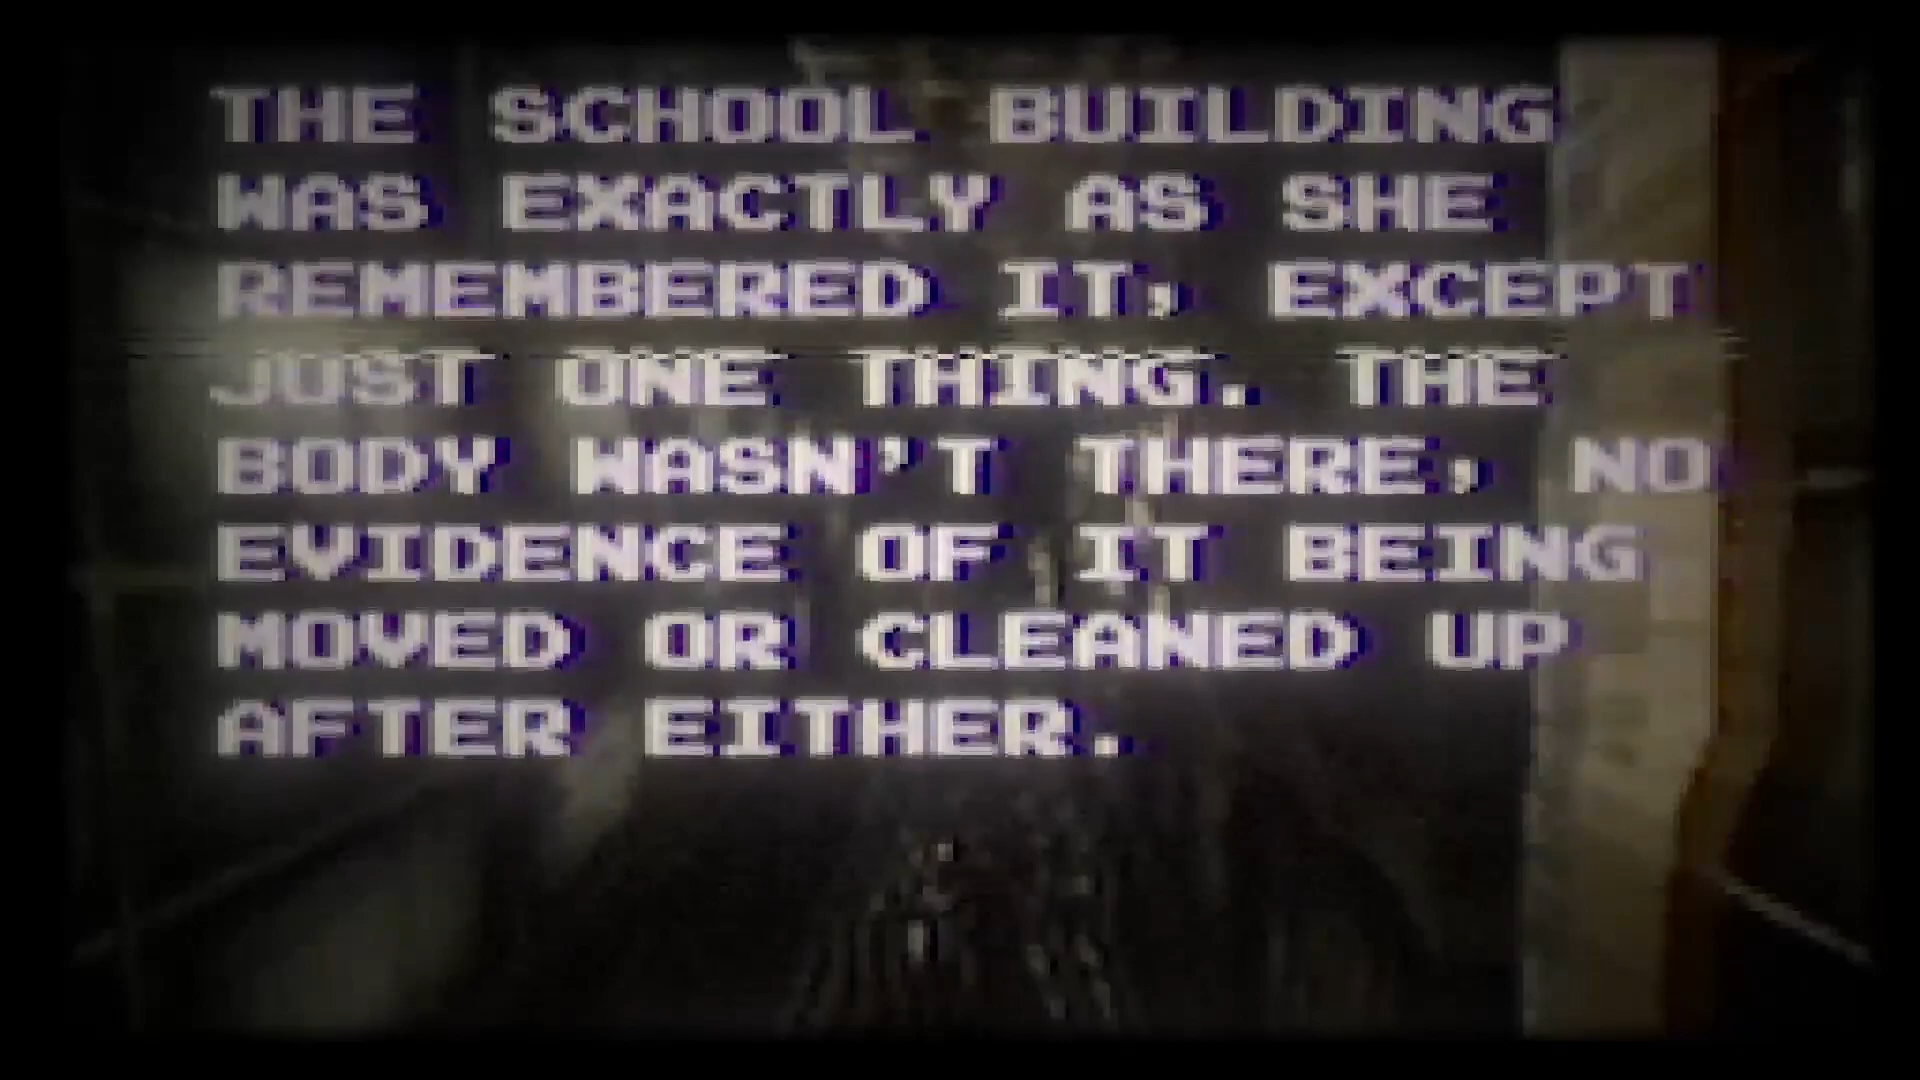 THE SCHOOL BUILDING
WAS EXACTLY AS SHE
REMEMBERED IT, EXCEPT
JUST ONE THING. THE
BODY WASN'T THERE, NO
EVIDENCE OF IT BEING
MOVED OR CLEANED UP
AFTER EITHER.